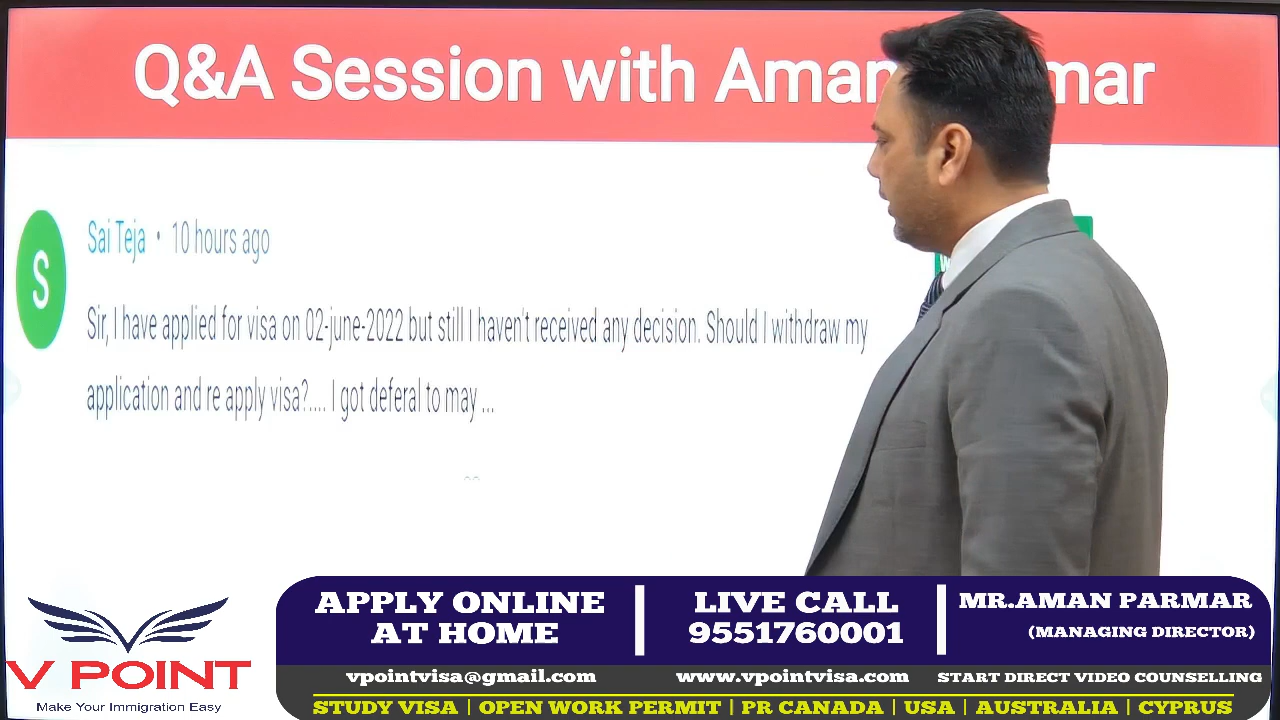 Q&A Session with Aman mar
S
Sai Teja • 10 hours ago
Sir, I have applied for visa on 02-june-2022 but still I haven't received any decision. Should I withdraw my
application and re apply visa?.... I got deferal to may ...
V POINT
Make Your Immigration Easy
APPLY ONLINE
AT HOME
LIVE CALL
9551760001
MR.AMAN PARMAR
(MANAGING DIRECTOR)
vpointvisa@gmail.com
www.vpointvisa.com
START DIRECT VIDEO COUNSELLING
STUDY VISA | OPEN WORK PERMIT | PR CANADA | USA | AUSTRALIA | CYPRUS